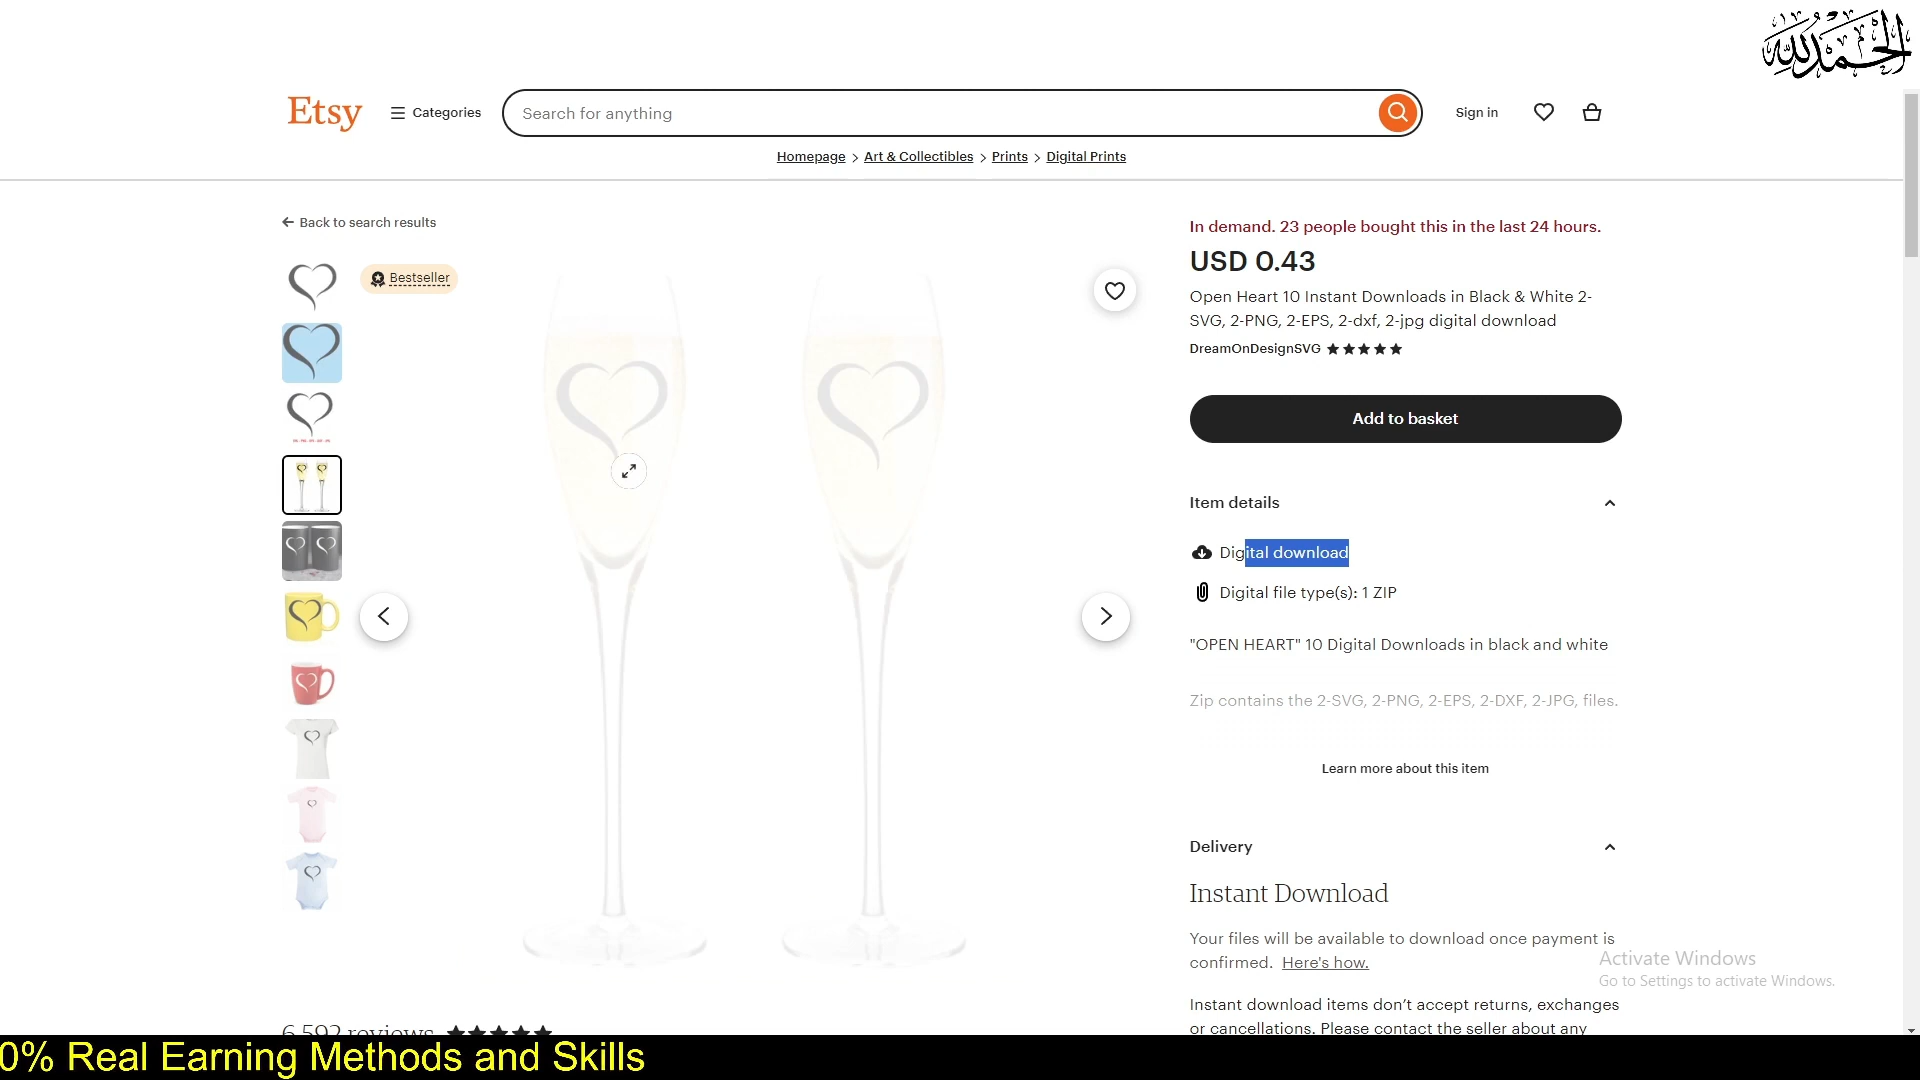 الحمدلله
Etsy
Categories
Search for anything
Sign in
Homepage > Art & Collectibles > Prints > Digital Prints
Back to search results
Bestseller
In demand. 23 people bought this in the last 24 hours.
USD 0.43
Open Heart 10 Instant Downloads in Black & White 2-
SVG, 2-PNG, 2-EPS, 2-dxf, 2-jpg digital download
DreamOnDesignSVG
Add to basket
Item details
Digital download
Digital file type(s): 1 ZIP
"OPEN HEART" 10 Digital Downloads in black and white
Zip contains the 2-SVG, 2-PNG, 2-EPS, 2-DXF, 2-JPG, files.
Learn more about this item
Delivery
Instant Download
Your files will be available to download once payment is
confirmed. Here's how.
Activate Windows
Go to Settings to activate Windows.
Instant download items don’t accept returns, exchanges
or cancellations. Please contact the seller about any
6,592 reviews
0% Real Earning Methods and Skills